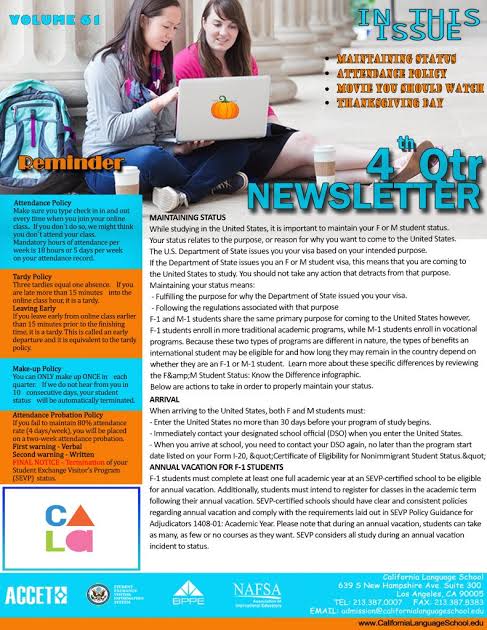 VOLUME 61
IN THIS
ISSUE
• MAINTAINING STATUS
• ATTENDANCE POLICY
• MOVIE YOU SHOULD WATCH
• THANKSGIVING DAY
Reminder
4th Qtr
NEWSLETTER
Attendance Policy
Make sure you type check in in and out
every time when you join your online
class. If you don't do so, we might think
you don't attend your class.
Mandatory hours of attendance per
week is 18 hours or 5 days per week
on your attendance record.
Tardy Policy
Three tardies equal one absence. If you
are late more than 15 minutes into the
online class hour, it is a tardy.
Leaving Early
If you leave early from online class earlier
than 15 minutes prior to the finishing
time, it is a tardy. This is called an early
departure and it is equivalent to the tardy
policy.
Make-up Policy
You can ONLY make up ONCE in each
quarter. If we do not hear from you in
10 consecutive days, your student
status will be automatically terminated.
Attendance Probation Policy
If you fail to maintain 80% attendance
rate (4 days/week), you will be placed
on a two-week attendance probation.
First warning - Verbal
Second warning - Written
FINAL NOTICE - Termination of your
Student Exchange Visitor's Program
(SEVP) status.
CALa
MAINTAINING STATUS
While studying in the United States, it is important to maintain your F or M student status.
Your status relates to the purpose, or reason for why you want to come to the United States.
The U.S. Department of State issues you your visa based on your intended purpose.
If the Department of State issues you an F or M student visa, this means that you are coming to
the United States to study. You should not take any action that detracts from that purpose.
Maintaining your status means:
- Fulfilling the purpose for why the Department of State issued you your visa.
- Following the regulations associated with that purpose
F-1 and M-1 students share the same primary purpose for coming to the United States however,
F-1 students enroll in more traditional academic programs, while M-1 students enroll in vocational
programs. Because these two types of programs are different in nature, the types of benefits an
international student may be eligible for and how long they may remain in the country depend on
whether they are an F-1 or M-1 student. Learn more about these specific differences by reviewing
the F&amp;M Student Status: Know the Difference infographic.
Below are actions to take in order to properly maintain your status.
ARRIVAL
When arriving to the United States, both F and M students must:
- Enter the United States no more than 30 days before your program of study begins.
- Immediately contact your designated school official (DSO) when you enter the United States.
- When you arrive at school, you need to contact your DSO again, no later than the program start
date listed on your Form I-20, &quot;Certificate of Eligibility for Nonimmigrant Student Status.&quot;
ANNUAL VACATION FOR F-1 STUDENTS
F-1 students must complete at least one full academic year at an SEVP-certified school to be eligible
for annual vacation. Additionally, students must intend to register for classes in the academic term
following their annual vacation. SEVP-certified schools should have clear and consistent policies
regarding annual vacation and comply with the requirements laid out in SEVP Policy Guidance for
Adjudicators 1408-01: Academic Year. Please note that during an annual vacation, students can take
as many, as few or no courses as they want. SEVP considers all study during an annual vacation
incident to status.
ACCET
STUDENT
EXCHANGE
VISITOR
INFORMATION
SYSTEM
BPPE
NAFSA
Association of
International Educators
California Language School
639 S New Hampshire Ave. Suite 300
Los Angeles, CA 90005
TEL: 213.387.0007 FAX: 213.387.8383
EMAIL: admission@californialanguageschool.edu
www.CaliforniaLanguageSchool.edu